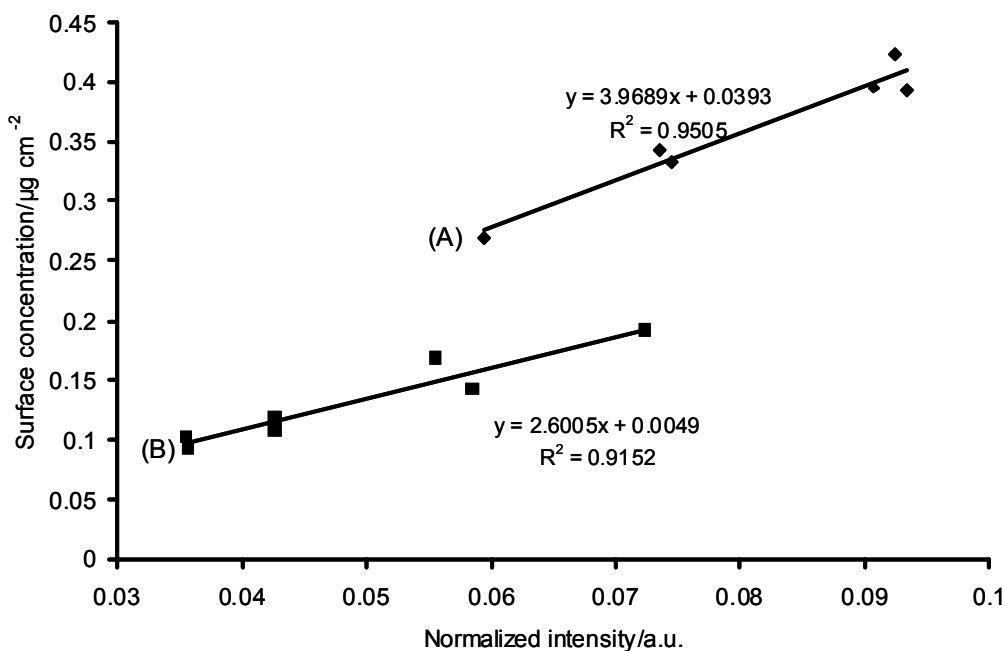 0.45
0.4
0.35
0.3
0.25
0.2
0.15
0.1
0.05
0
Surface concentration/µg cm⁻²
y = 3.9689x + 0.0393
R² = 0.9505
(A)
(B)
y = 2.6005x + 0.0049
R² = 0.9152
0.03 0.04 0.05 0.06 0.07 0.08 0.09 0.1
Normalized intensity/a.u.